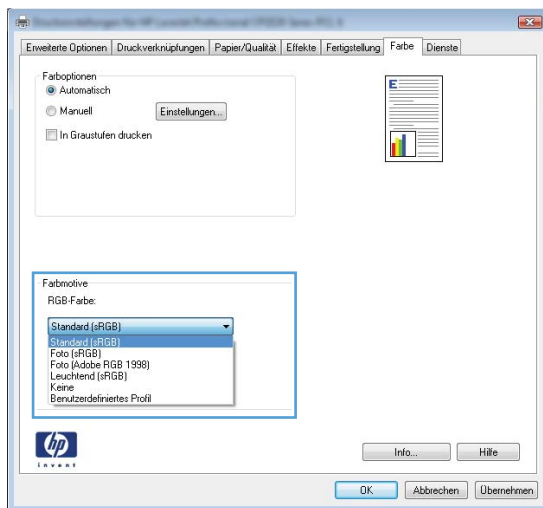 Erweiterte Optionen Druckverknüpfungen Papier/Qualität Effekte Fertigstellung Farbe Dienste
Farboptionen
Automatisch
Manuell Einstellungen...
In Graustufen drucken
E
Farbmotive
RGB-Farbe:
Standard (sRGB)
Standard (sRGB)
Foto (sRGB)
Foto (Adobe RGB 1998)
Leuchtend (sRGB)
Keine
Benutzerdefiniertes Profil
hp
invent
Info... Hilfe
OK Abbrechen Übernehmen